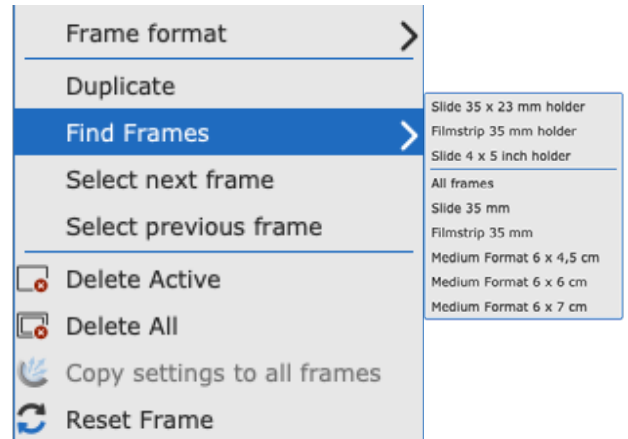 Frame format
Duplicate
Find Frames
Select next frame
Select previous frame
Delete Active
Delete All
Copy settings to all frames
Reset Frame
Slide 35 x 23 mm holder
Filmstrip 35 mm holder
Slide 4 x 5 inch holder
All frames
Slide 35 mm
Filmstrip 35 mm
Medium Format 6 x 4,5 cm
Medium Format 6 x 6 cm
Medium Format 6 x 7 cm